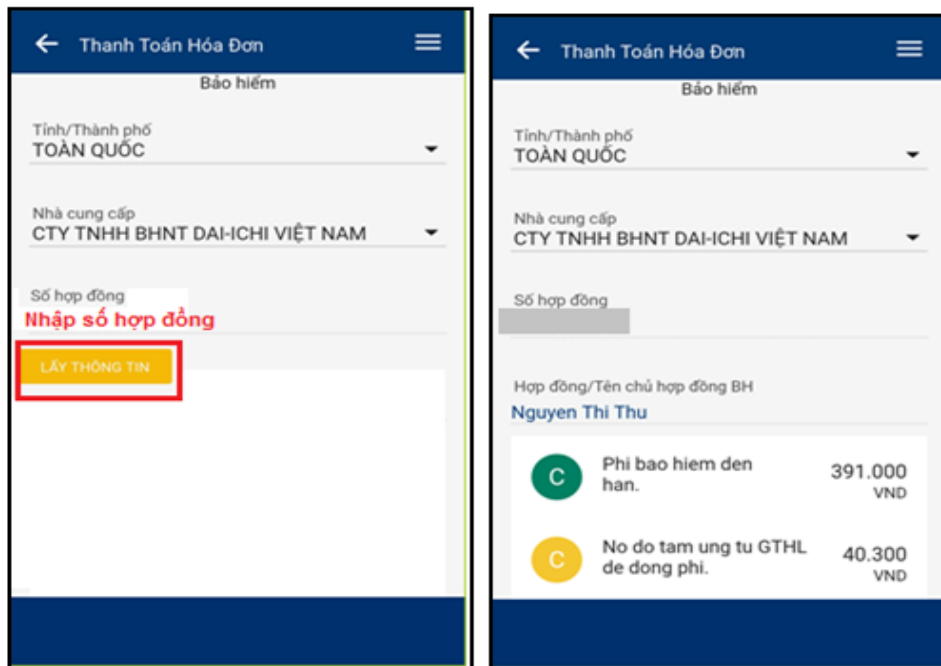 Thanh Toán Hóa Đơn
Bảo hiểm
Tỉnh/Thành phố
TOÀN QUỐC
Nhà cung cấp
CTY TNHH BHNT DAI-ICHI VIỆT NAM
Số hợp đồng
Nhập số hợp đồng
LẤY THÔNG TIN
Thanh Toán Hóa Đơn
Bảo hiểm
Tỉnh/Thành phố
TOÀN QUỐC
Nhà cung cấp
CTY TNHH BHNT DAI-ICHI VIỆT NAM
Số hợp đồng
Hợp đồng/Tên chủ hợp đồng BH
Nguyen Thi Thu
C
Phi bao hiem den
han.
391.000
VND
C
No do tam ung tu GTHL
de dong phi.
40.300
VND